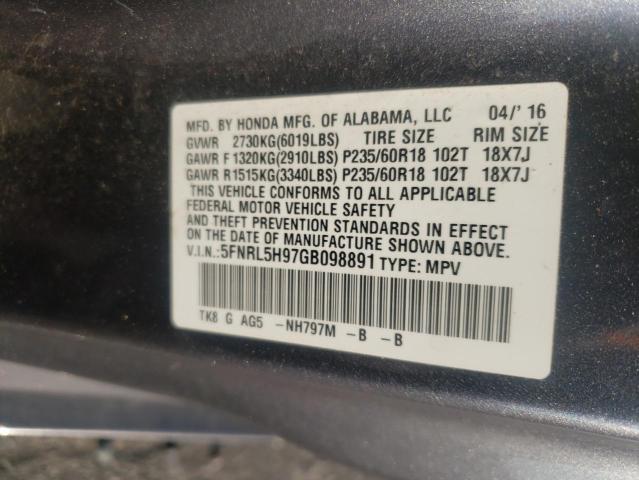 MFD. BY HONDA MFG. OF ALABAMA, LLC 04/'16
GVWR 2730KG(6019LBS) TIRE SIZE RIM SIZE
GAWR F 1320KG(2910LBS) P235/60R18 102T 18X7J
GAWR R 1515KG(3340LBS) P235/60R18 102T 18X7J
THIS VEHICLE CONFORMS TO ALL APPLICABLE
FEDERAL MOTOR VEHICLE SAFETY
AND THEFT PREVENTION STANDARDS IN EFFECT
ON THE DATE OF MANUFACTURE SHOWN ABOVE.
V.I.N.:5FNRL5H97GB098891 TYPE: MPV
TK8 G AG5 -NH797M -B -B